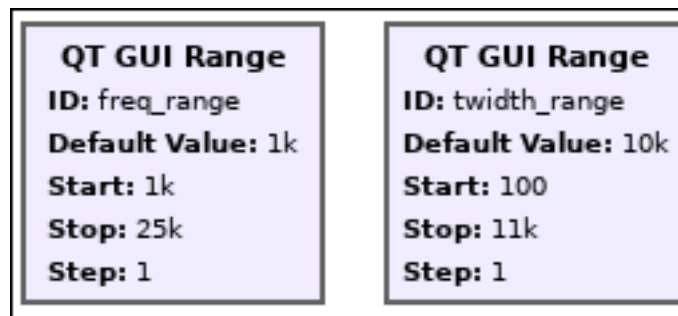 QT GUI Range
ID: freq_range
Default Value: 1k
Start: 1k
Stop: 25k
Step: 1
QT GUI Range
ID: twidth_range
Default Value: 10k
Start: 100
Stop: 11k
Step: 1